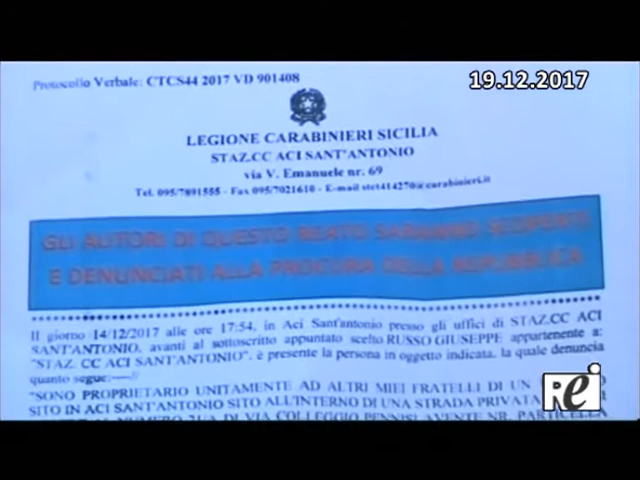 19.12.2017
Protocollo Verbale: CTCS44 2017 VD 901408
LEGIONE CARABINIERI SICILIA
STAZ.CC ACI SANT'ANTONIO
via V. Emanuele nr. 69
Tel. 095/7891555 - Fax 095/7021610 - E-mail stct414270@carabinieri.it
GLI AUTORI DI QUESTO REATO SARANNO SCOPERTI
E DENUNCIATI ALLA PROCURA DELLA REPUBBLICA
Il giorno 14/12/2017 alle ore 17:54, in Aci Sant'antonio presso gli uffici di STAZ.CC ACI
SANT'ANTONIO, avanti al sottoscritto appuntato scelto RUSSO GIUSEPPE appartenente a:
"STAZ. CC ACI SANT'ANTONIO". è presente la persona in oggetto indicata, la quale denuncia
quanto segue:----//
"SONO PROPRIETARIO UNITAMENTE AD ALTRI MIEI FRATELLI DI UN
SITO IN ACI SANT'ANTONIO SITO ALL'INTERNO DI UNA STRADA PRIVATA
AL NUMERO 21/A DI VIA COLLEGGIO PENNISI AVENTE NR. PARTICELLA
REi